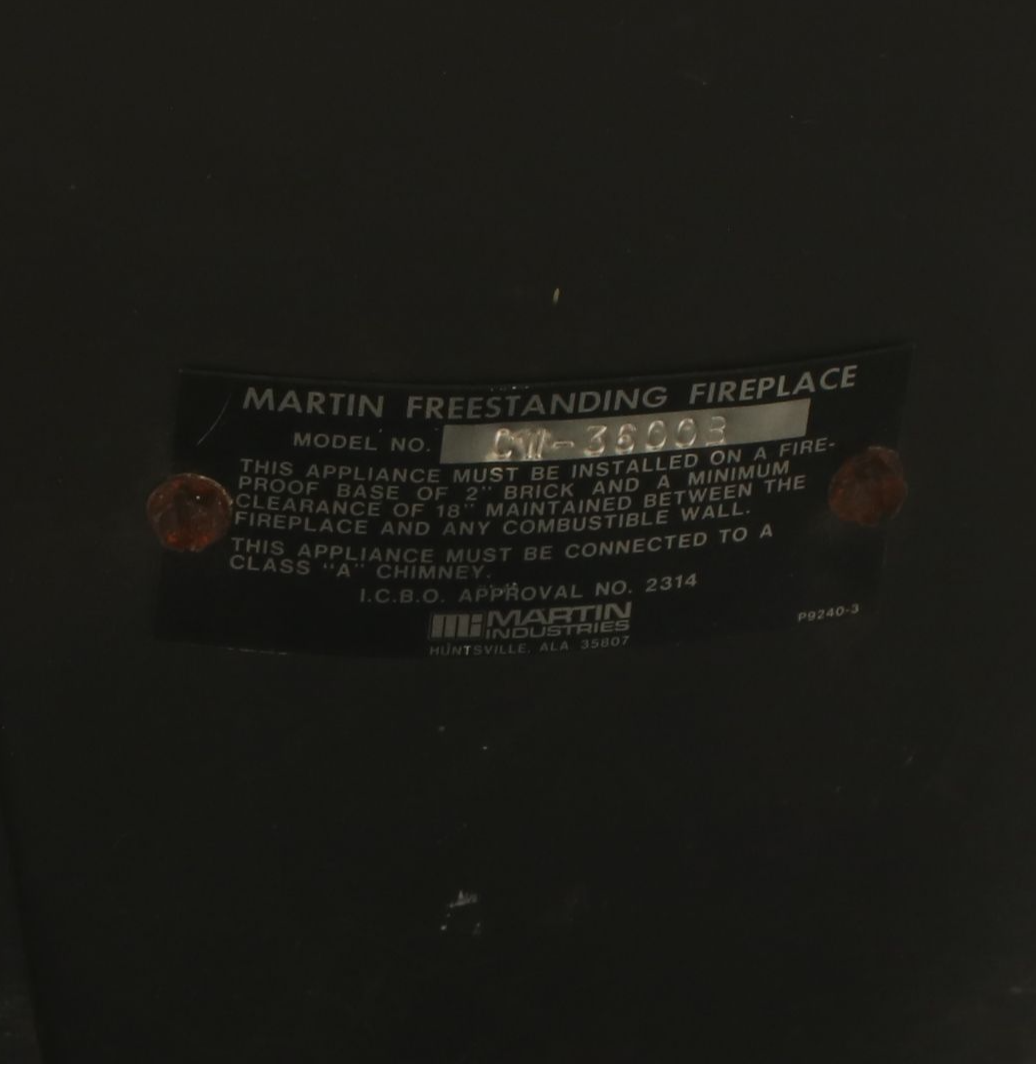 MARTIN FREESTANDING FIREPLACE
MODEL NO. CW-3600B
THIS APPLIANCE MUST BE INSTALLED ON A FIRE-
PROOF BASE OF 2" BRICK AND A MINIMUM
CLEARANCE OF 18" MAINTAINED BETWEEN THE
FIREPLACE AND ANY COMBUSTIBLE WALL.
THIS APPLIANCE MUST BE CONNECTED TO A
CLASS "A" CHIMNEY.
I.C.B.O. APPROVAL NO. 2314
MARTIN
INDUSTRIES
HUNTSVILLE, ALA 35807
P9240-3